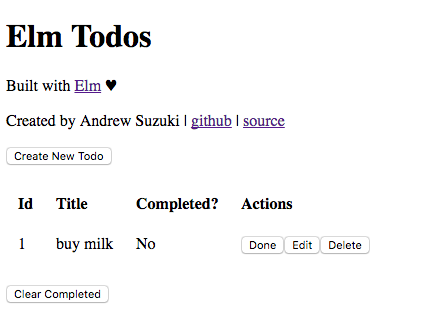 Elm Todos
Built with Elm ♥
Created by Andrew Suzuki | github | source
Create New Todo
Id Title Completed? Actions
1 buy milk No Done Edit Delete
Clear Completed